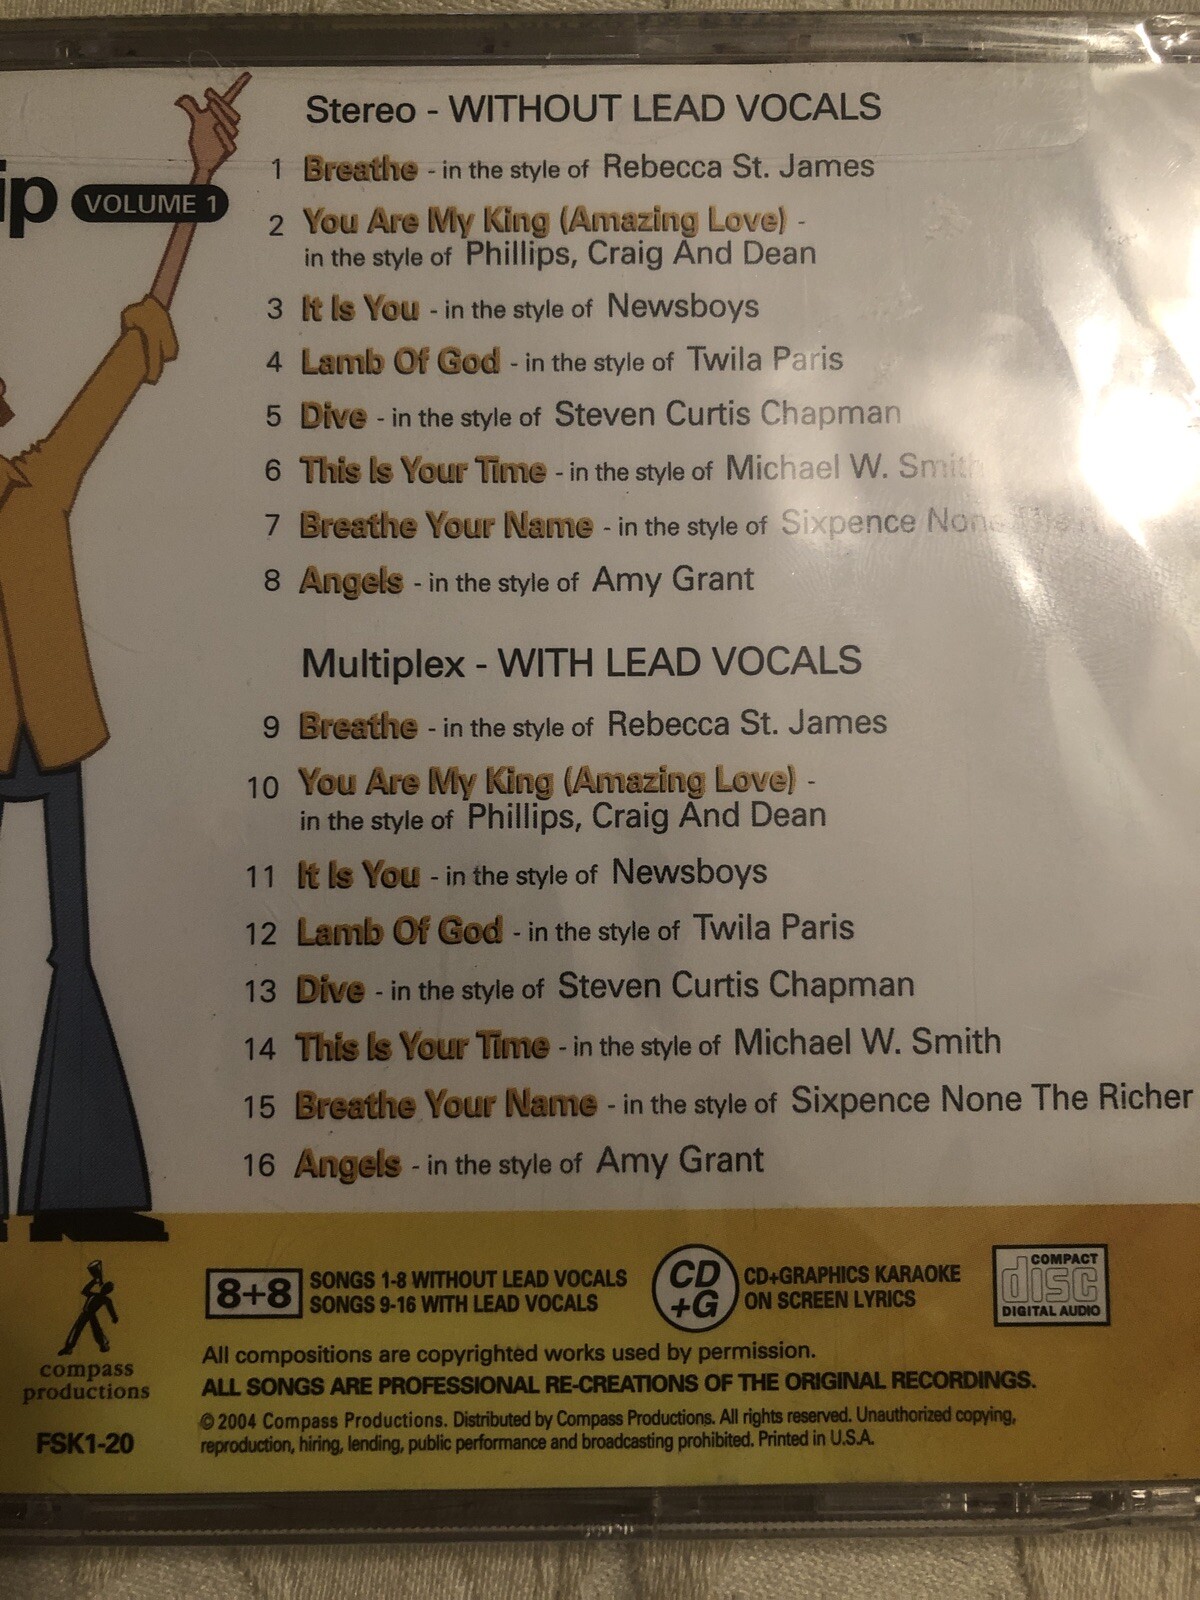 Stereo - WITHOUT LEAD VOCALS
1 Breathe - in the style of Rebecca St. James
ip VOLUME 1
2 You Are My King (Amazing Love) -
in the style of Phillips, Craig And Dean
3 It Is You - in the style of Newsboys
4 Lamb Of God - in the style of Twila Paris
5 Dive - in the style of Steven Curtis Chapman
6 This Is Your Time - in the style of Michael W. Smith
7 Breathe Your Name - in the style of Sixpence None The
8 Angels - in the style of Amy Grant
Multiplex - WITH LEAD VOCALS
9 Breathe - in the style of Rebecca St. James
10 You Are My King (Amazing Love) -
in the style of Phillips, Craig And Dean
11 It Is You - in the style of Newsboys
12 Lamb Of God - in the style of Twila Paris
13 Dive - in the style of Steven Curtis Chapman
14 This Is Your Time - in the style of Michael W. Smith
15 Breathe Your Name - in the style of Sixpence None The Richer
16 Angels - in the style of Amy Grant
8+8
SONGS 1-8 WITHOUT LEAD VOCALS
SONGS 9-16 WITH LEAD VOCALS
CD
+G
CD+GRAPHICS KARAOKE
ON SCREEN LYRICS
COMPACT
disc
DIGITAL AUDIO
compass
productions
FSK1-20
All compositions are copyrighted works used by permission.
ALL SONGS ARE PROFESSIONAL RE-CREATIONS OF THE ORIGINAL RECORDINGS.
© 2004 Compass Productions. Distributed by Compass Productions. All rights reserved. Unauthorized copying,
reproduction, hiring, lending, public performance and broadcasting prohibited. Printed in U.S.A.